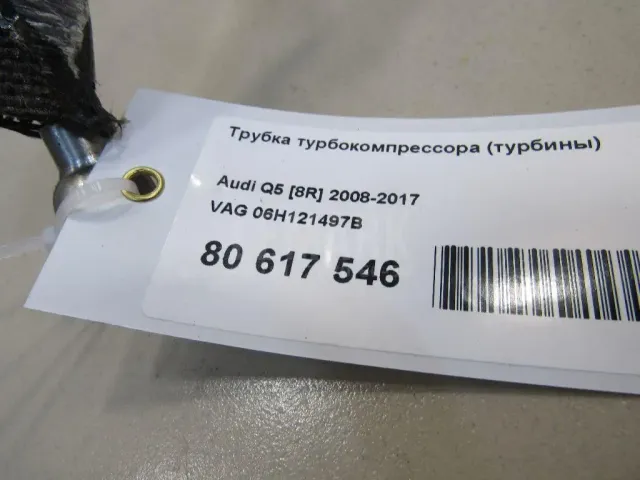 Трубка турбокомпрессора (турбины)
Audi Q5 [8R] 2008-2017
VAG 06H121497B
80 617 546